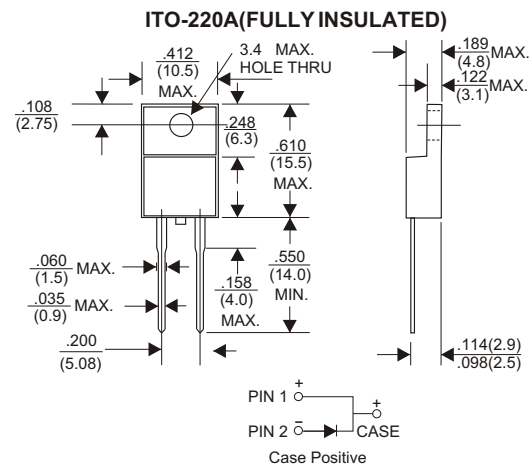 ITO-220A(FULLY INSULATED)
.412
(10.5)
MAX.
3.4 MAX.
HOLE THRU
.189
(4.8)
MAX.
.122
(3.1)
MAX.
.108
(2.75)
.248
(6.3)
.610
(15.5)
MAX.
.060
(1.5)
MAX.
.035
(0.9)
MAX.
.158
(4.0)
MAX.
.550
(14.0)
MIN.
.200
(5.08)
.114(2.9)
.098(2.5)
PIN 1 + +
PIN 2 - CASE
Case Positive